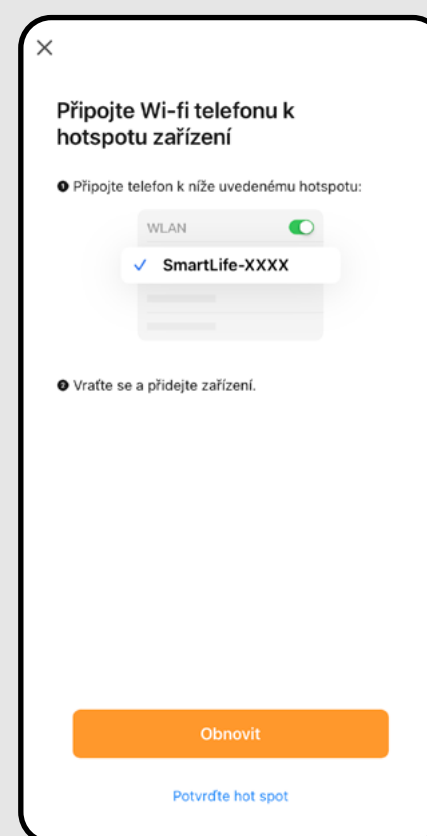 Připojte Wi-fi telefonu k
hotspotu zařízení
❶ Připojte telefon k níže uvedenému hotspotu:
WLAN
SmartLife-XXXX
❷ Vraťte se a přidejte zařízení.
Obnovit
Potvrďte hot spot